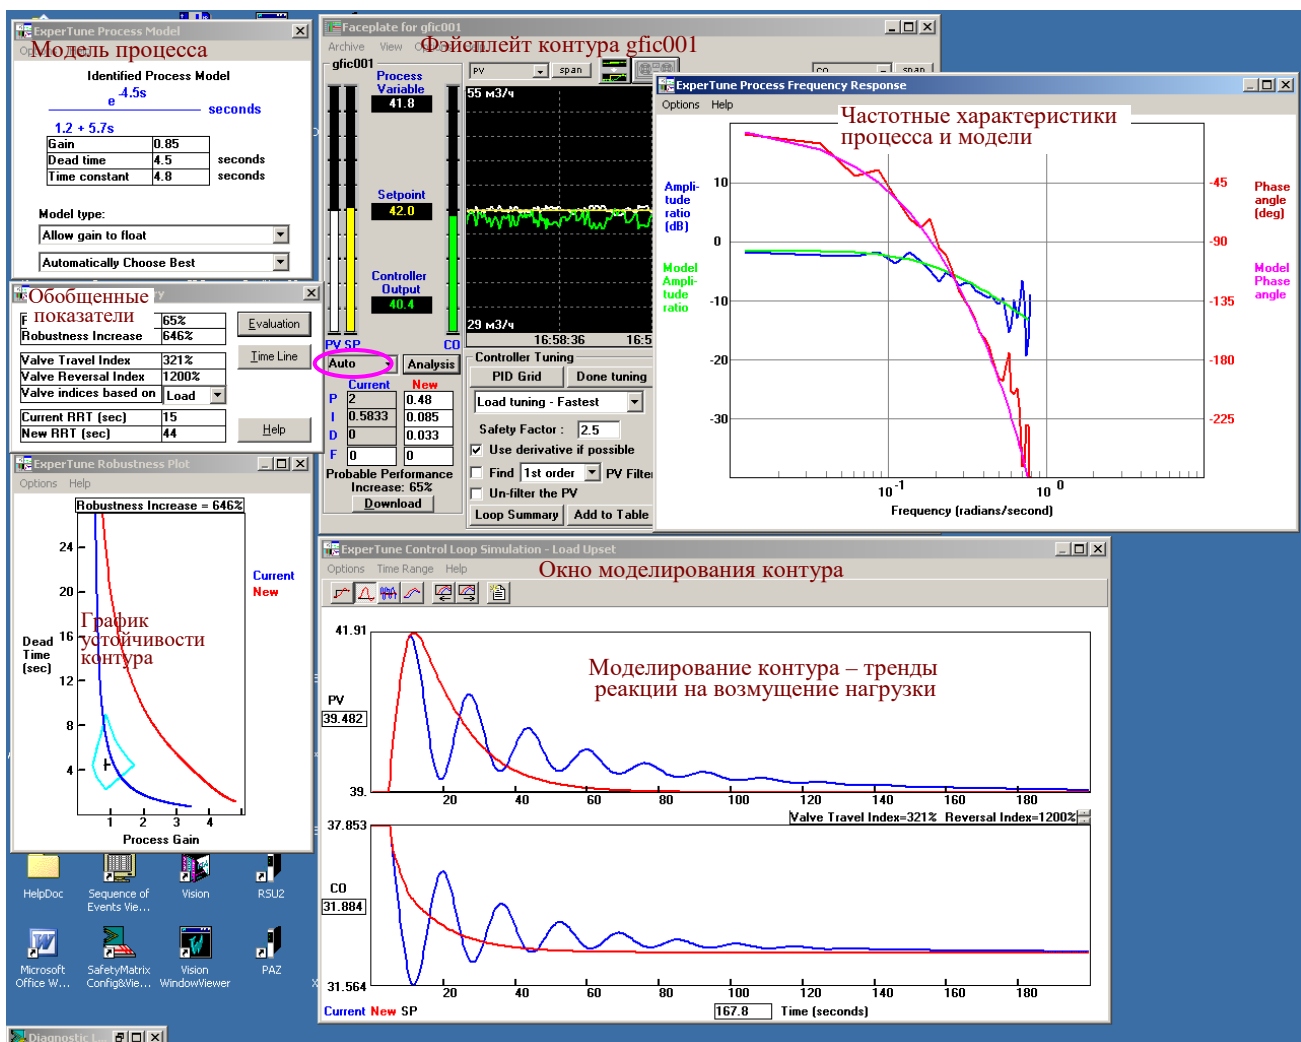 ExperTune Process Model
Options Help
Модель процесса
Identified Process Model
e -4.5s
seconds
1.2 + 5.7s
Gain 0.85
Dead time 4.5 seconds
Time constant 4.8 seconds
Model type:
Allow gain to float
Automatically Choose Best
Обобщенные
показатели
65%
Robustness Increase 646%
Valve Travel Index 321%
Valve Reversal Index 1200%
Valve indices based on Load
Current RRT (sec) 15
New RRT (sec) 44
Evaluation
Time Line
Help
ExperTune Robustness Plot
Options Help
Robustness Increase = 646%
24
20
16
12
8
4
Dead
Time
(sec)
Current
New
График
устойчивости
контура
1 2 3 4
Process Gain
Faceplate for gfic001
Archive View Options Help
Фэйсплейт контура gfic001
gfic001
Process
Variable
41.8
Setpoint
42.0
Controller
Output
40.4
PV SP CO
Auto
Analysis
Current New
P 2 0.48
I 0.5833 0.085
D 0 0.033
F 0 0
Probable Performance
Increase: 65%
Download
PV span CO span
55 м3/ч
29 м3/ч
16:58:36 16:5
Controller Tuning
PID Grid Done tuning
Load tuning - Fastest
Safety Factor : 2.5
Use derivative if possible
Find 1st order PV Filter
Un-filter the PV
Loop Summary Add to Table
ExperTune Process Frequency Response
Options Help
Частотные характеристики
процесса и модели
Ampli-
tude
ratio
(dB)
Model
Ampli-
tude
ratio
10
0
-10
-20
-30
-45
-90
-135
-180
-225
Phase
angle
(deg)
Model
Phase
angle
10 -1 10 0
Frequency (radians/second)
ExperTune Control Loop Simulation - Load Upset
Options Time Range Help
Окно моделирования контура
41.91
Моделирование контура – тренды
реакции на возмущение нагрузки
PV
39.482
39.
20 40 60 80 100 120 140 160 180
Valve Travel Index=321% Reversal Index=1200%
37.853
CO
31.884
31.564
20 40 60 80 100 120 140 160 180
Current New SP 167.8 Time (seconds)
HelpDoc
Sequence of
Events Vie...
Vision
RSU2
Microsoft
Office W...
SafetyMatrix
Config&Vie...
Vision
WindowViewer
PAZ
Diagnostic L...